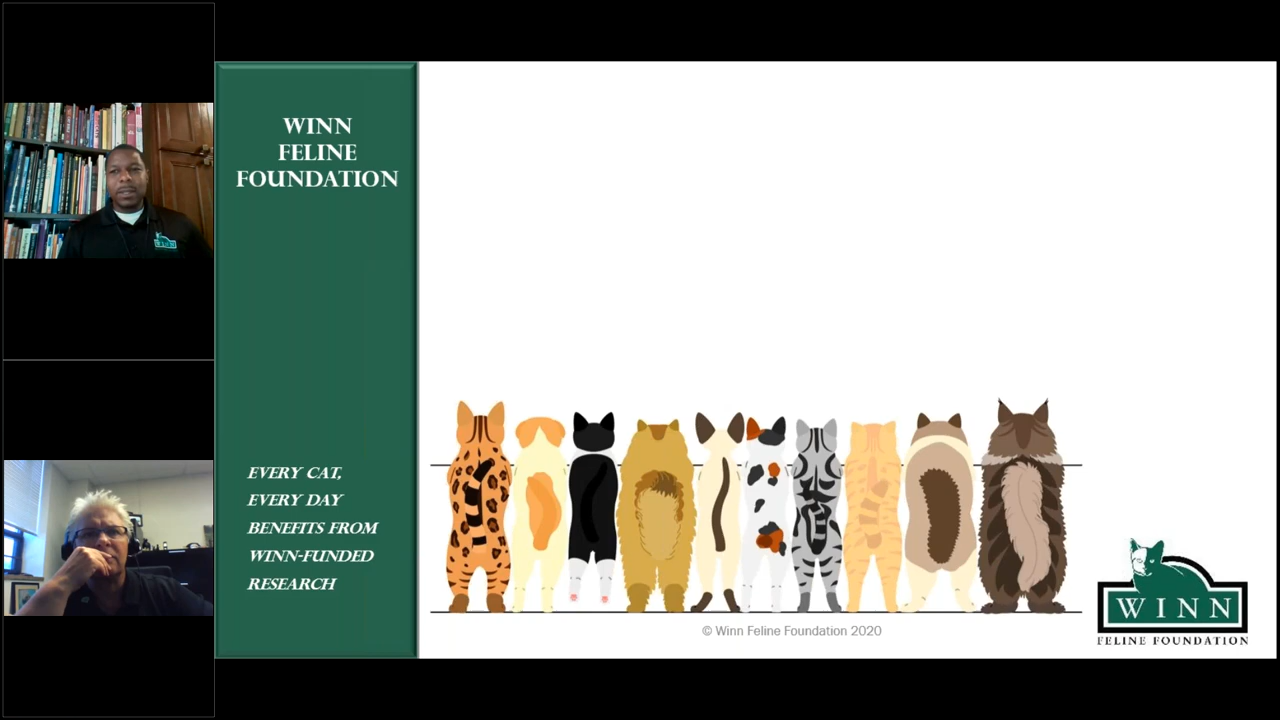 WINN
FELINE
FOUNDATION
EVERY CAT,
EVERY DAY
BENEFITS FROM
WINN-FUNDED
RESEARCH
© Winn Feline Foundation 2020
WINN
FELINE FOUNDATION
WINN